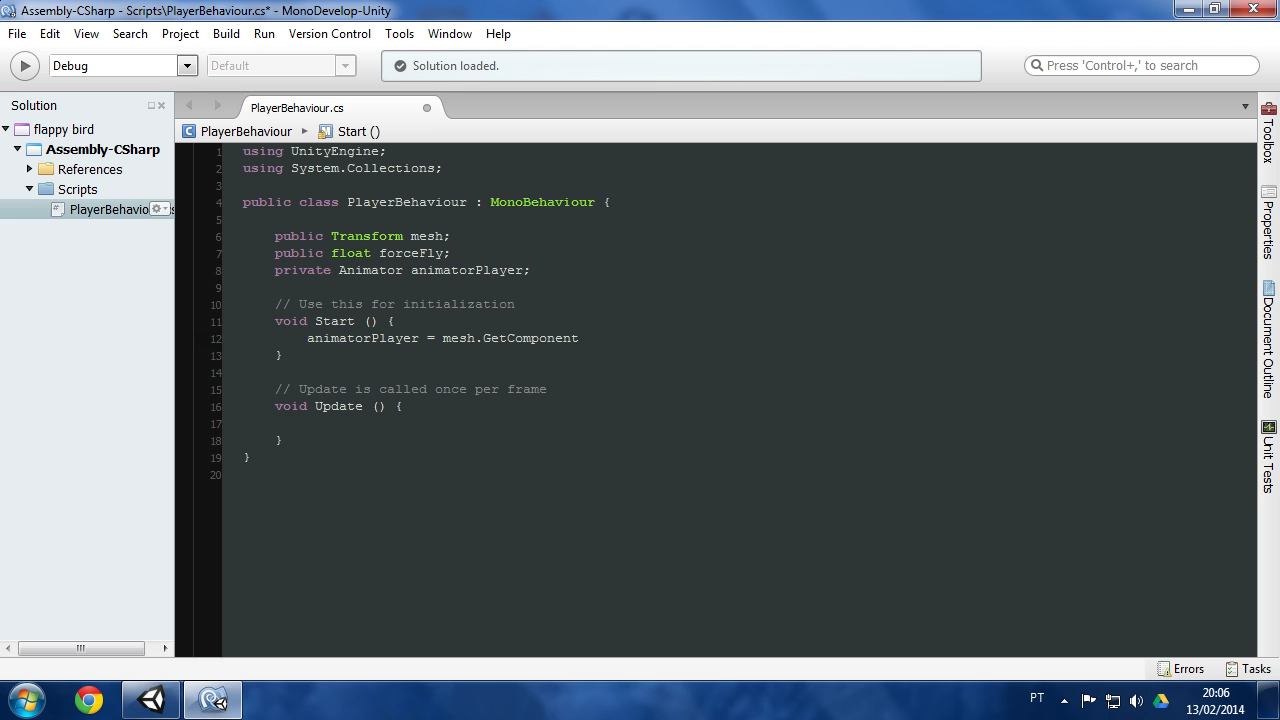 Assembly-CSharp - Scripts\PlayerBehaviour.cs* - MonoDevelop-Unity
File Edit View Search Project Build Run Version Control Tools Window Help
Debug Default Solution loaded. Press 'Control+,' to search
Solution
flappy bird
Assembly-CSharp
References
Scripts
PlayerBehaviou s
PlayerBehaviour.cs
PlayerBehaviour Start ()
1 using UnityEngine;
2 using System.Collections;
3
4 public class PlayerBehaviour : MonoBehaviour {
5
6 public Transform mesh;
7 public float forceFly;
8 private Animator animatorPlayer;
9
10 // Use this for initialization
11 void Start () {
12 animatorPlayer = mesh.GetComponent
13 }
14
15 // Update is called once per frame
16 void Update () {
17
18 }
19 }
20
Toolbox
Properties
Document Outline
Unit Tests
Errors Tasks
PT
20:06
13/02/2014